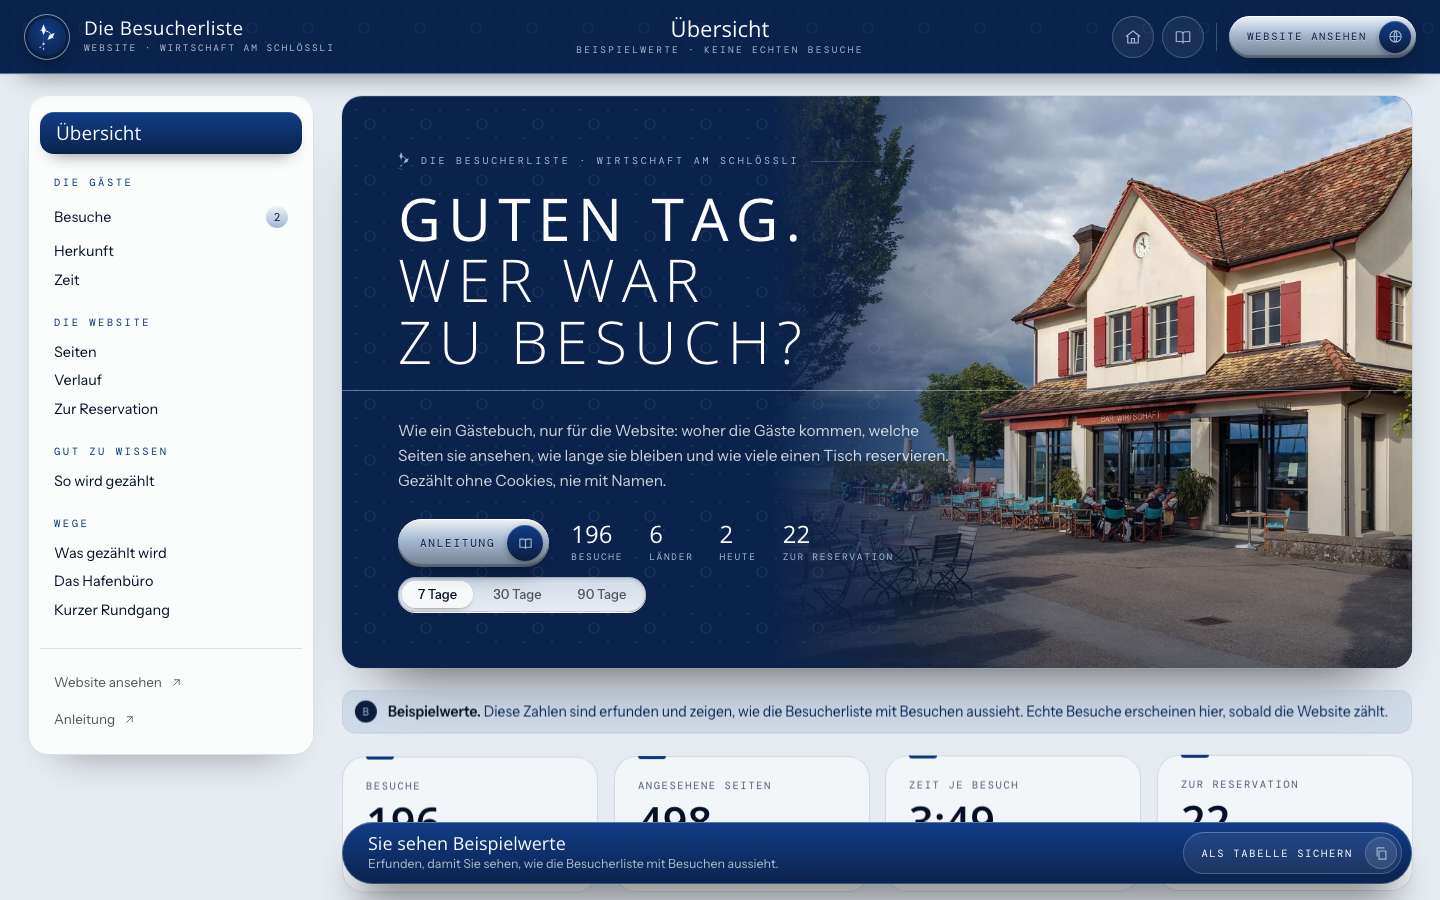 Die Besucherliste
WEBSITE · WIRTSCHAFT AM SCHLÖSSLI
Übersicht
BEISPIELWERTE · KEINE ECHTEN BESUCHE
WEBSITE ANSEHEN
Übersicht
DIE GÄSTE
Besuche 2
Herkunft
Zeit
DIE WEBSITE
Seiten
Verlauf
Zur Reservation
GUT ZU WISSEN
So wird gezählt
WEGE
Was gezählt wird
Das Hafenbüro
Kurzer Rundgang
Website ansehen
Anleitung
DIE BESUCHERLISTE · WIRTSCHAFT AM SCHLÖSSLI
GUTEN TAG.
WER WAR
ZU BESUCH?
BAR WIRTSCHAFT
Wie ein Gästebuch, nur für die Website: woher die Gäste kommen, welche
Seiten sie ansehen, wie lange sie bleiben und wie viele einen Tisch reservieren.
Gezählt ohne Cookies, nie mit Namen.
ANLEITUNG
196 6 2 22
BESUCHE LÄNDER HEUTE ZUR RESERVATION
7 Tage 30 Tage 90 Tage
B Beispielwerte. Diese Zahlen sind erfunden und zeigen, wie die Besucherliste mit Besuchen aussieht. Echte Besuche erscheinen hier, sobald die Website zählt.
BESUCHE ANGESEHENE SEITEN ZEIT JE BESUCH ZUR RESERVATION
196 498 3:49 22
Sie sehen Beispielwerte
Erfunden, damit Sie sehen, wie die Besucherliste mit Besuchen aussieht.
ALS TABELLE SICHERN